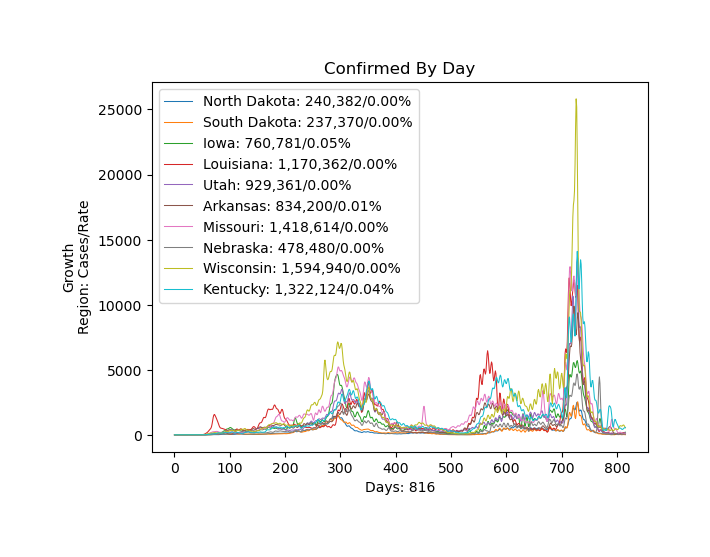 Confirmed By Day
North Dakota: 240,382/0.00%
South Dakota: 237,370/0.00%
Iowa: 760,781/0.05%
Louisiana: 1,170,362/0.00%
Utah: 929,361/0.00%
Arkansas: 834,200/0.01%
Missouri: 1,418,614/0.00%
Nebraska: 478,480/0.00%
Wisconsin: 1,594,940/0.00%
Kentucky: 1,322,124/0.04%
25000
20000
15000
10000
5000
0
Growth
Region: Cases/Rate
0 100 200 300 400 500 600 700 800
Days: 816